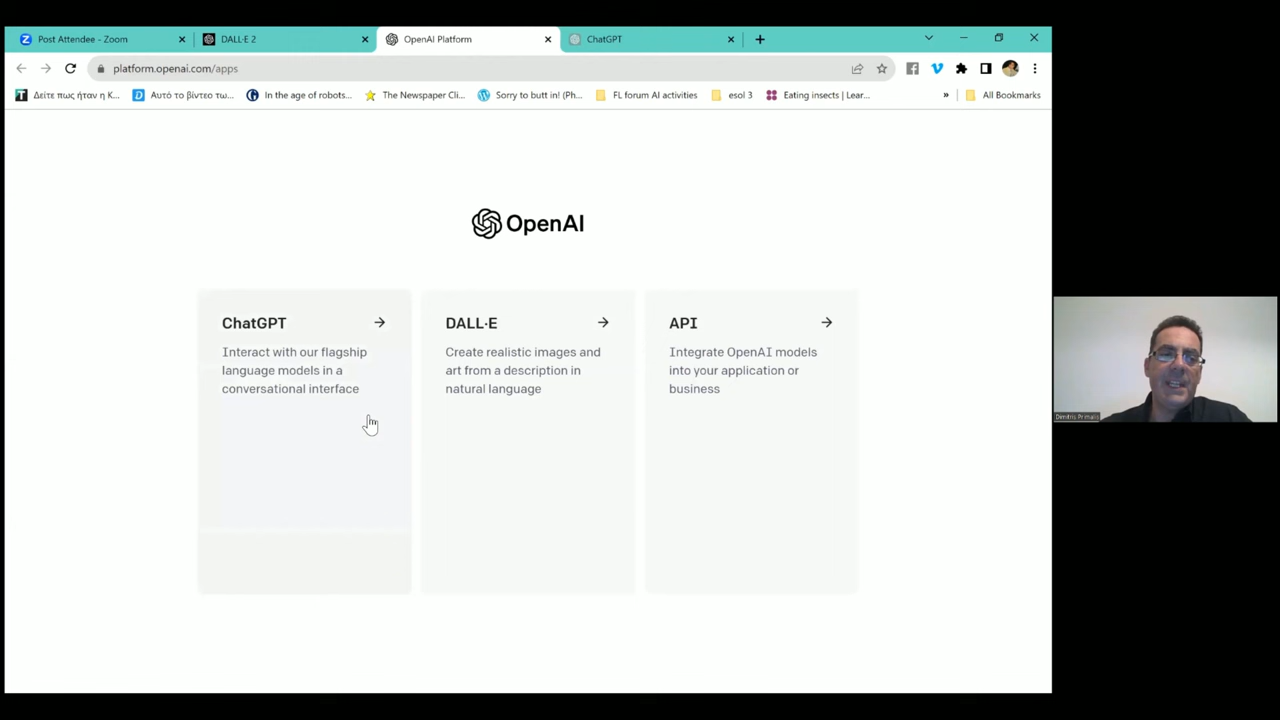 Post Attendee - Zoom
DALL·E 2
OpenAI Platform
ChatGPT
platform.openai.com/apps
Δείτε πως ήταν η Κ...
Αυτό το βίντεο τω...
In the age of robots...
The Newspaper Cli...
Sorry to butt in! (Ph...
FL forum AI activities
esol 3
Eating insects | Lear...
»
All Bookmarks
OpenAI
ChatGPT
Interact with our flagship
language models in a
conversational interface
DALL·E
Create realistic images and
art from a description in
natural language
API
Integrate OpenAI models
into your application or
business